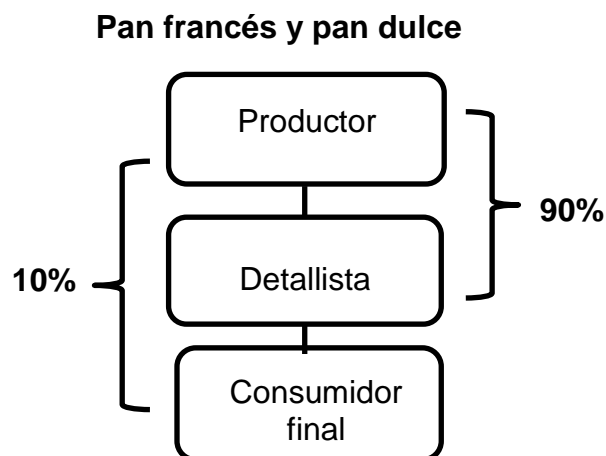 Pan francés y pan dulce
Productor
90%
Detallista
10%
Consumidor
final